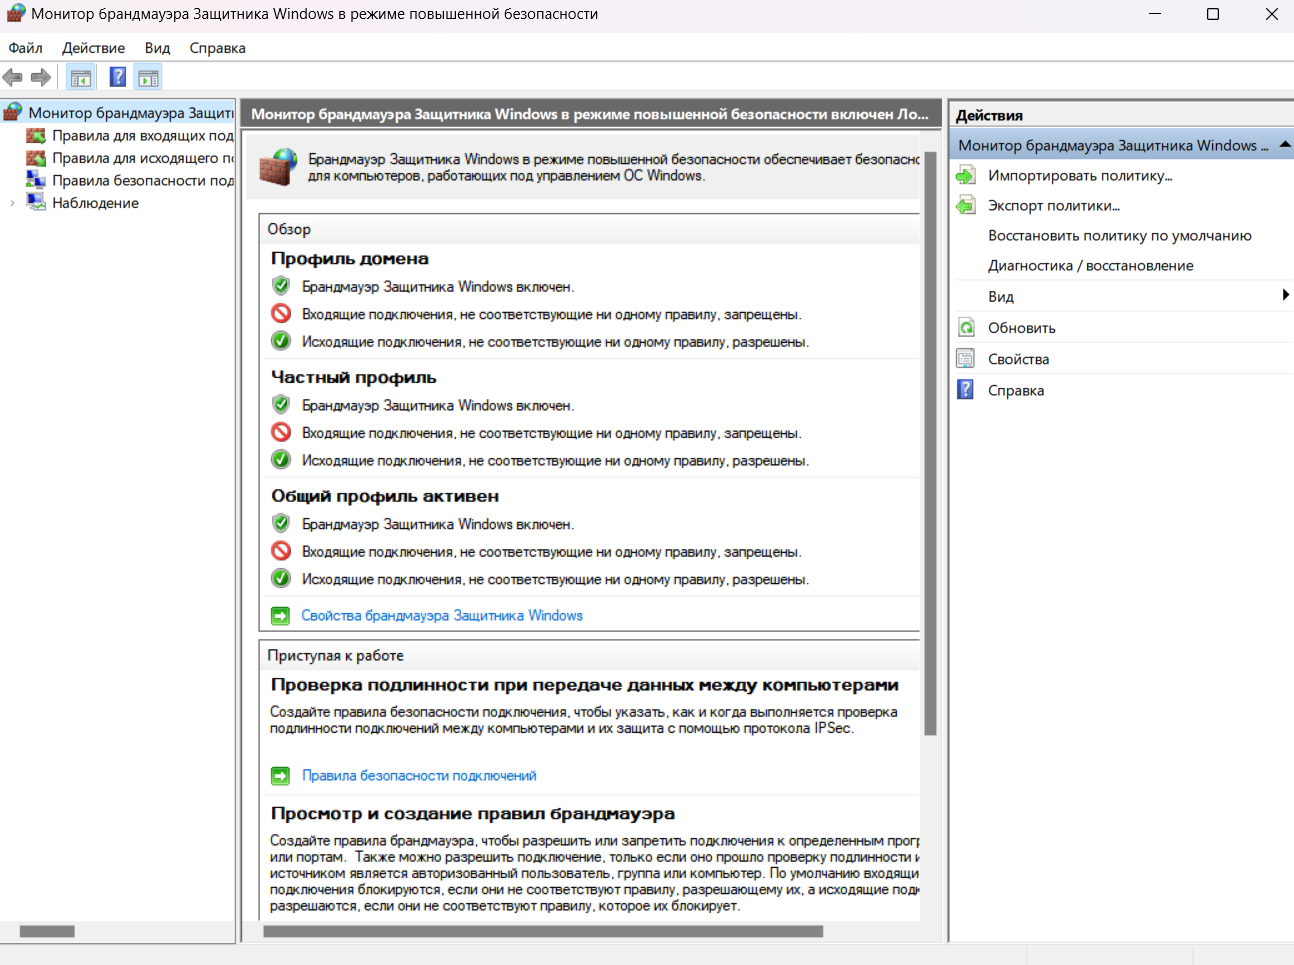 Монитор брандмауэра Защитника Windows в режиме повышенной безопасности
Файл Действие Вид Справка
Монитор брандмауэра Защит
Правила для входящих под
Правила для исходящего п
Правила безопасности под
Наблюдение
Монитор брандмауэра Защитника Windows в режиме повышенной безопасности включен Ло...
Брандмауэр Защитника Windows в режиме повышенной безопасности обеспечивает безопасно
для компьютеров, работающих под управлением ОС Windows.
Обзор
Профиль домена
Брандмауэр Защитника Windows включен.
Входящие подключения, не соответствующие ни одному правилу, запрещены.
Исходящие подключения, не соответствующие ни одному правилу, разрешены.
Частный профиль
Брандмауэр Защитника Windows включен.
Входящие подключения, не соответствующие ни одному правилу, запрещены.
Исходящие подключения, не соответствующие ни одному правилу, разрешены.
Общий профиль активен
Брандмауэр Защитника Windows включен.
Входящие подключения, не соответствующие ни одному правилу, запрещены.
Исходящие подключения, не соответствующие ни одному правилу, разрешены.
Свойства брандмауэра Защитника Windows
Приступая к работе
Проверка подлинности при передаче данных между компьютерами
Создайте правила безопасности подключения, чтобы указать, как и когда выполняется проверка
подлинности подключений между компьютерами и их защита с помощью протокола IPSec.
Правила безопасности подключений
Просмотр и создание правил брандмауэра
Создайте правила брандмауэра, чтобы разрешить или запретить подключения к определенным прог
или портам. Также можно разрешить подключение, только если оно прошло проверку подлинности и
источником является авторизованный пользователь, группа или компьютер. По умолчанию входящи
подключения блокируются, если они не соответствуют правилу, разрешающему их, а исходящие подк
разрешаются, если они не соответствуют правилу, которое их блокирует.
Действия
Монитор брандмауэра Защитника Windows ...
Импортировать политику...
Экспорт политики...
Восстановить политику по умолчанию
Диагностика / восстановление
Вид
Обновить
Свойства
Справка